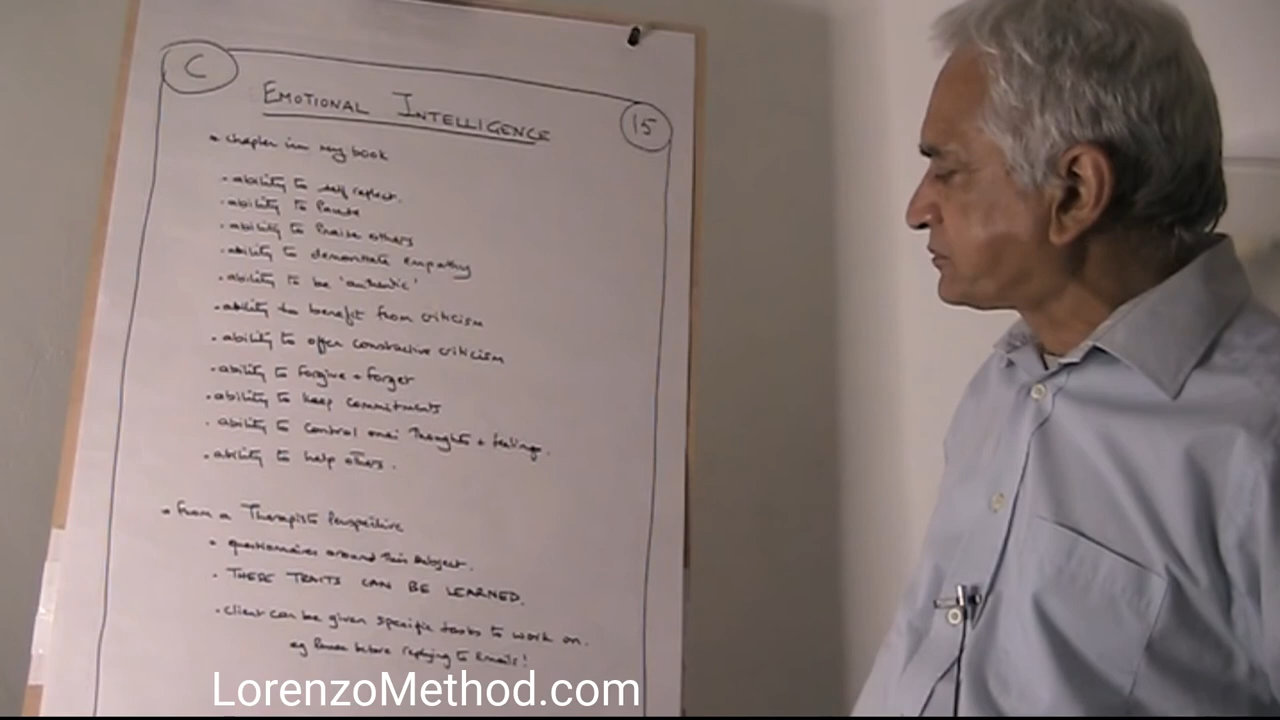 C
EMOTIONAL INTELLIGENCE
15
• chapter in my book
• ability to self reflect.
• ability to Pause
• ability to Praise others
• ability to demonstrate empathy
• ability to be 'authentic'
• ability to benefit from criticism
• ability to offer constructive criticism
• ability to forgive + forget
• ability to keep commitments
• ability to control ones Thoughts + feelings.
• ability to help others.
• from a Therapists Perspective
• questionnaires around this subject.
• THESE TRAITS CAN BE LEARNED.
• client can be given specific tasks to work on.
eg Pause before replying to Emails!
LorenzoMethod.com